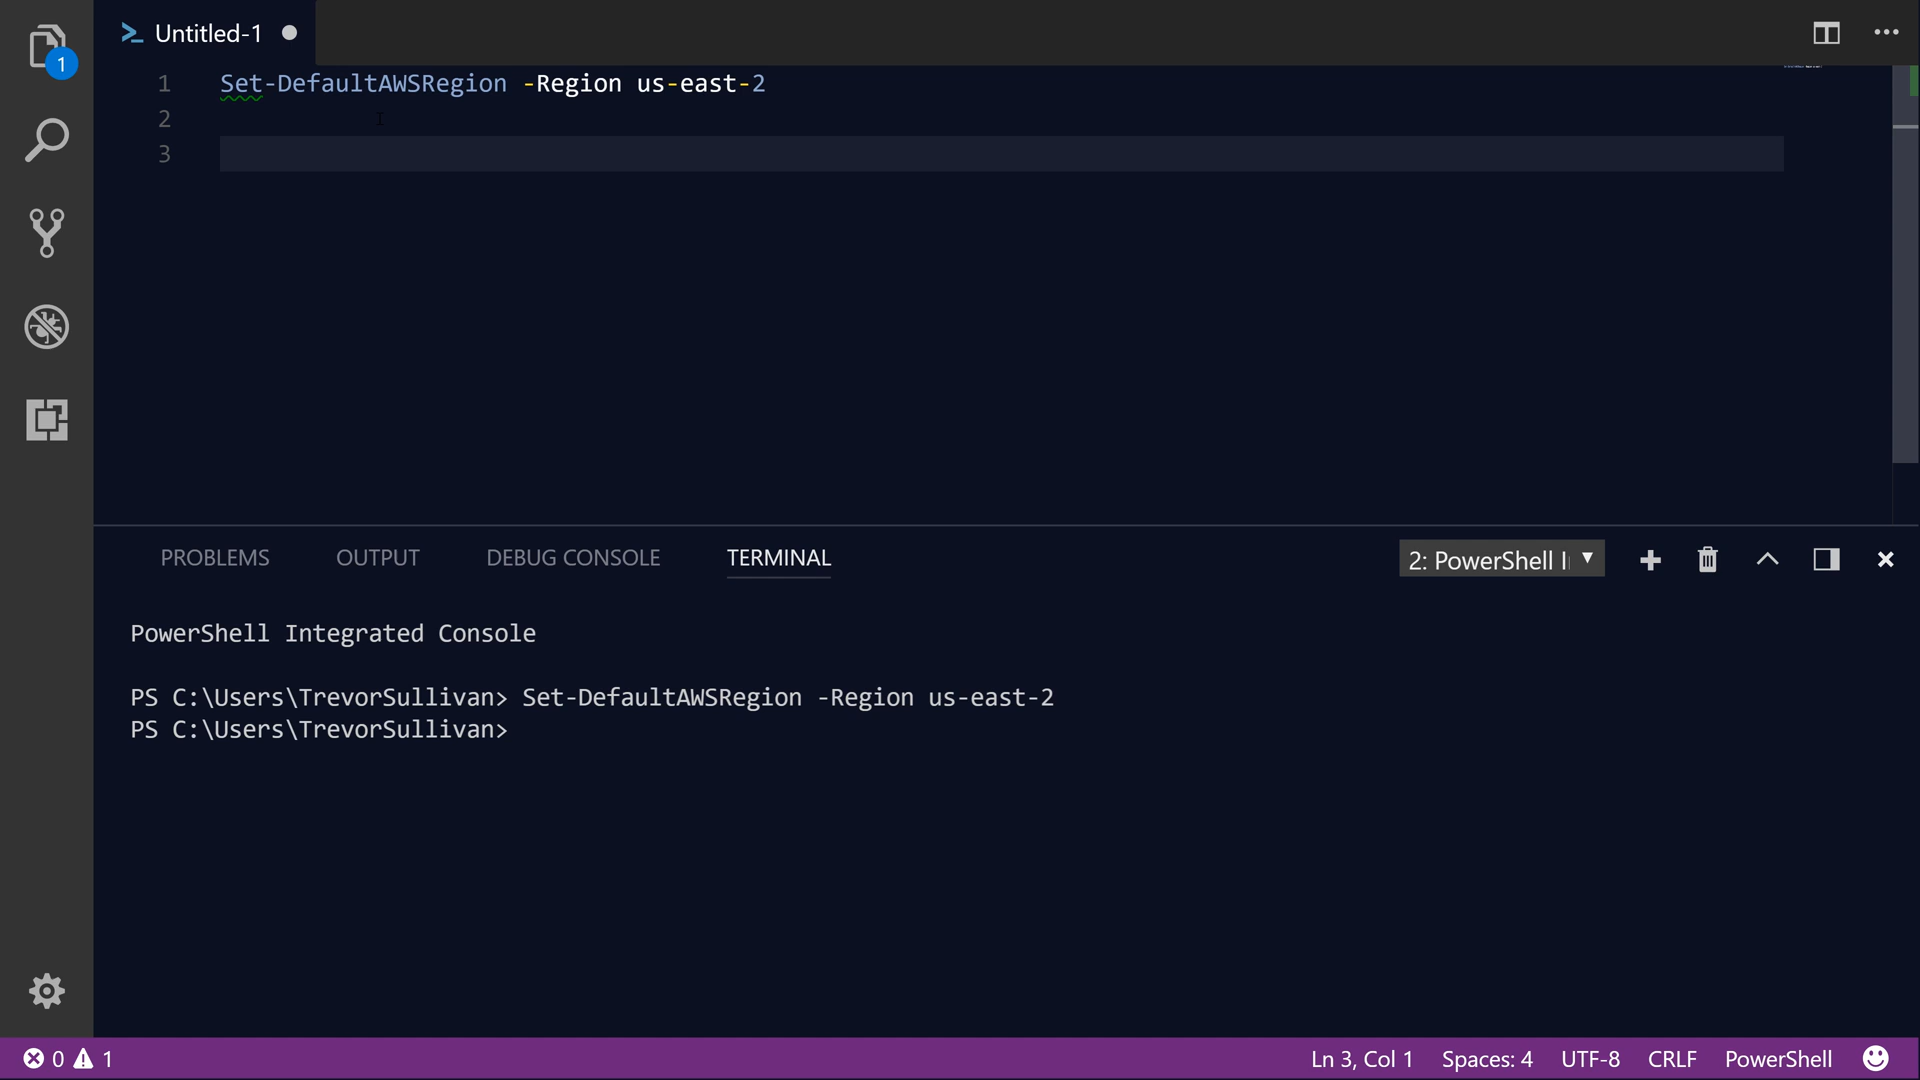 Untitled-1
1
1 Set-DefaultAWSRegion -Region us-east-2
2
3
PROBLEMS OUTPUT DEBUG CONSOLE TERMINAL 2: PowerShell I
PowerShell Integrated Console
PS C:\Users\TrevorSullivan> Set-DefaultAWSRegion -Region us-east-2
PS C:\Users\TrevorSullivan>
0 1 Ln 3, Col 1 Spaces: 4 UTF-8 CRLF PowerShell